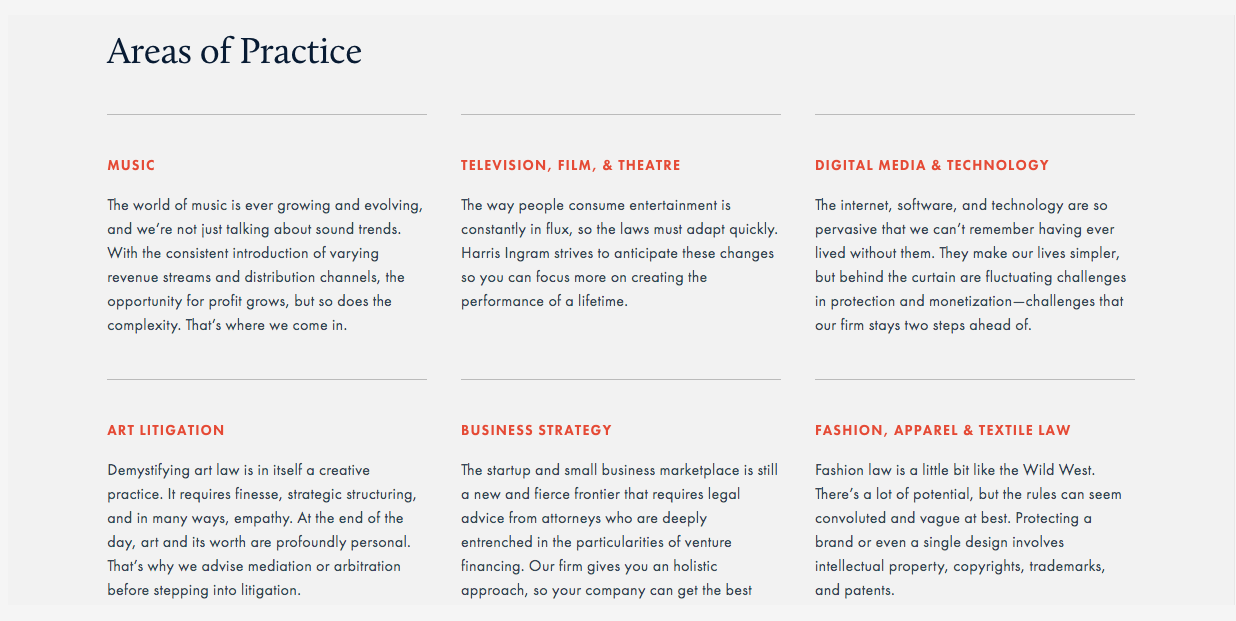 Areas of Practice
MUSIC
The world of music is ever growing and evolving,
and we’re not just talking about sound trends.
With the consistent introduction of varying
revenue streams and distribution channels, the
opportunity for profit grows, but so does the
complexity. That’s where we come in.
TELEVISION, FILM, & THEATRE
The way people consume entertainment is
constantly in flux, so the laws must adapt quickly.
Harris Ingram strives to anticipate these changes
so you can focus more on creating the
performance of a lifetime.
DIGITAL MEDIA & TECHNOLOGY
The internet, software, and technology are so
pervasive that we can’t remember having ever
lived without them. They make our lives simpler,
but behind the curtain are fluctuating challenges
in protection and monetization—challenges that
our firm stays two steps ahead of.
ART LITIGATION
Demystifying art law is in itself a creative
practice. It requires finesse, strategic structuring,
and in many ways, empathy. At the end of the
day, art and its worth are profoundly personal.
That’s why we advise mediation or arbitration
before stepping into litigation.
BUSINESS STRATEGY
The startup and small business marketplace is still
a new and fierce frontier that requires legal
advice from attorneys who are deeply
entrenched in the particularities of venture
financing. Our firm gives you an holistic
approach, so your company can get the best
FASHION, APPAREL & TEXTILE LAW
Fashion law is a little bit like the Wild West.
There’s a lot of potential, but the rules can seem
convoluted and vague at best. Protecting a
brand or even a single design involves
intellectual property, copyrights, trademarks,
and patents.